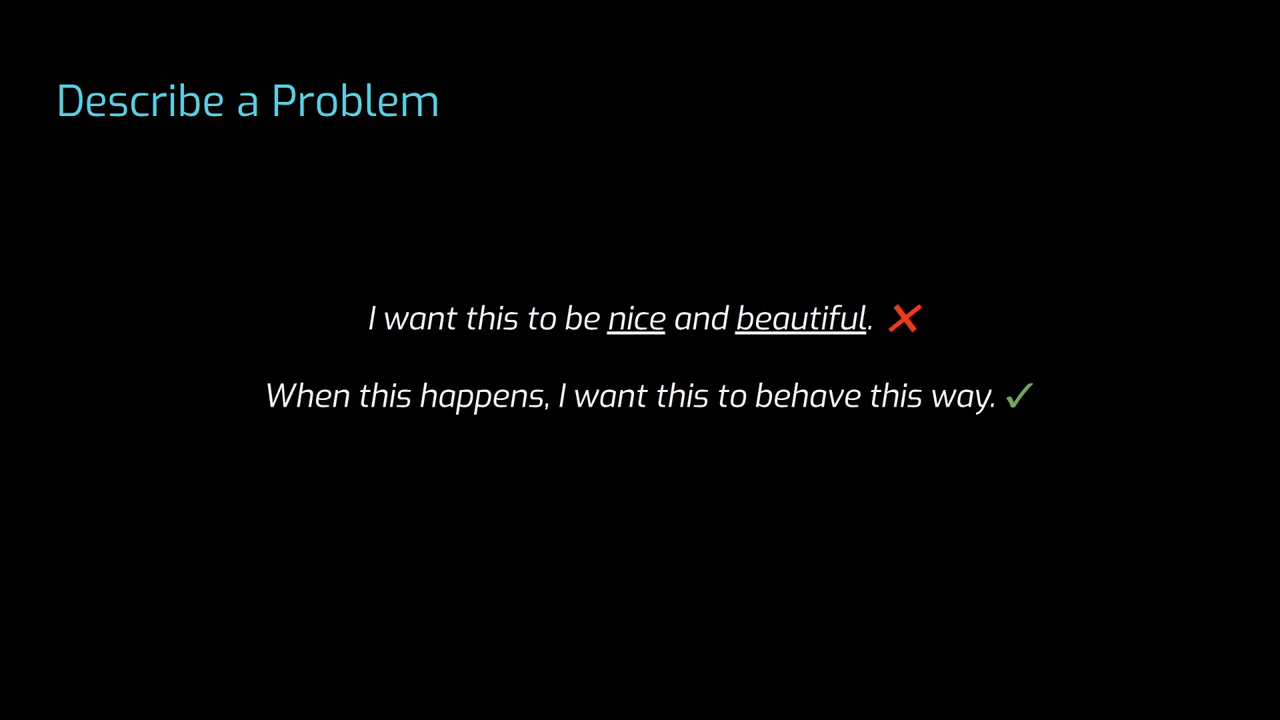 Describe a Problem
I want this to be nice and beautiful. ❌
When this happens, I want this to behave this way. ✓